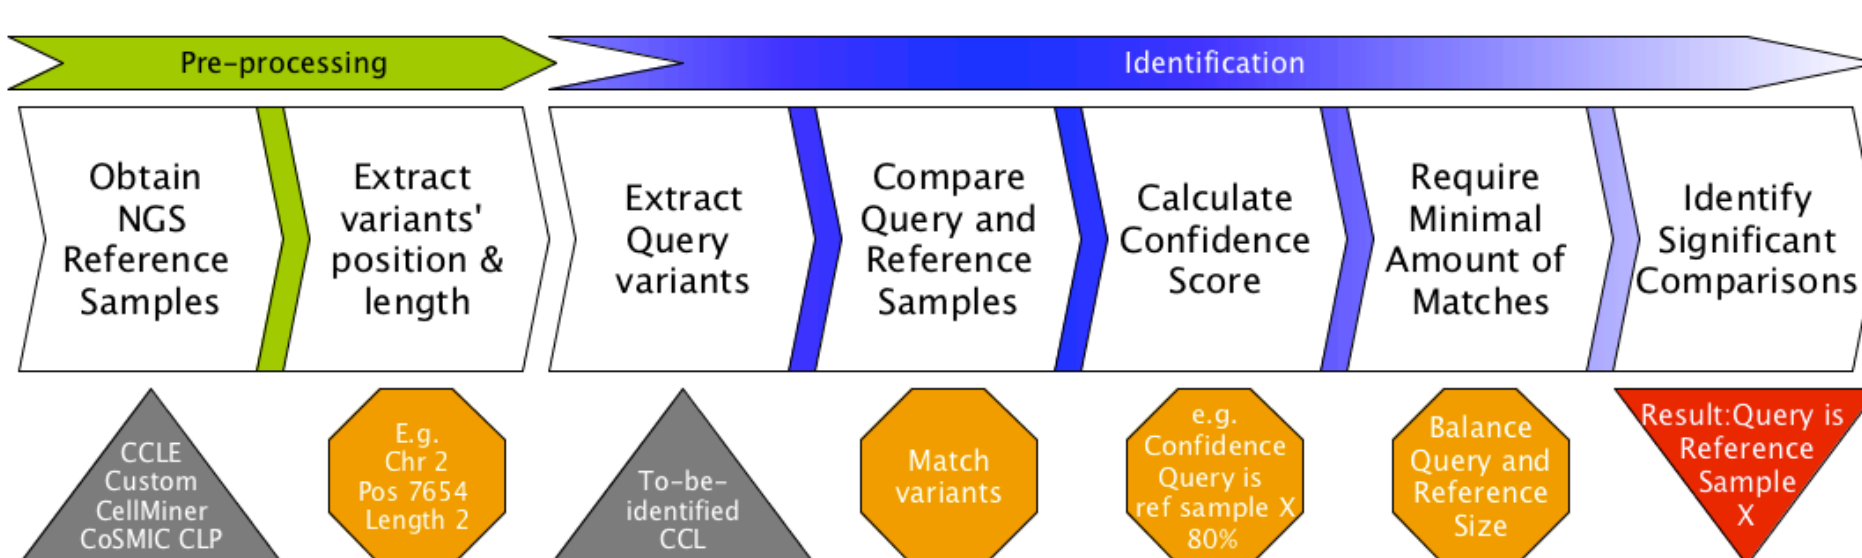 Pre-processing
Identification
Obtain
NGS
Reference
Samples
Extract
variants'
position &
length
Extract
Query
variants
Compare
Query and
Reference
Samples
Calculate
Confidence
Score
Require
Minimal
Amount of
Matches
Identify
Significant
Comparisons
CCLE
Custom
CellMiner
CoSMIC CLP
E.g.
Chr 2
Pos 7654
Length 2
To-be-
identified
CCL
Match
variants
e.g.
Confidence
Query is
ref sample X
80%
Balance
Query and
Reference
Size
Result:Query is
Reference
Sample
X